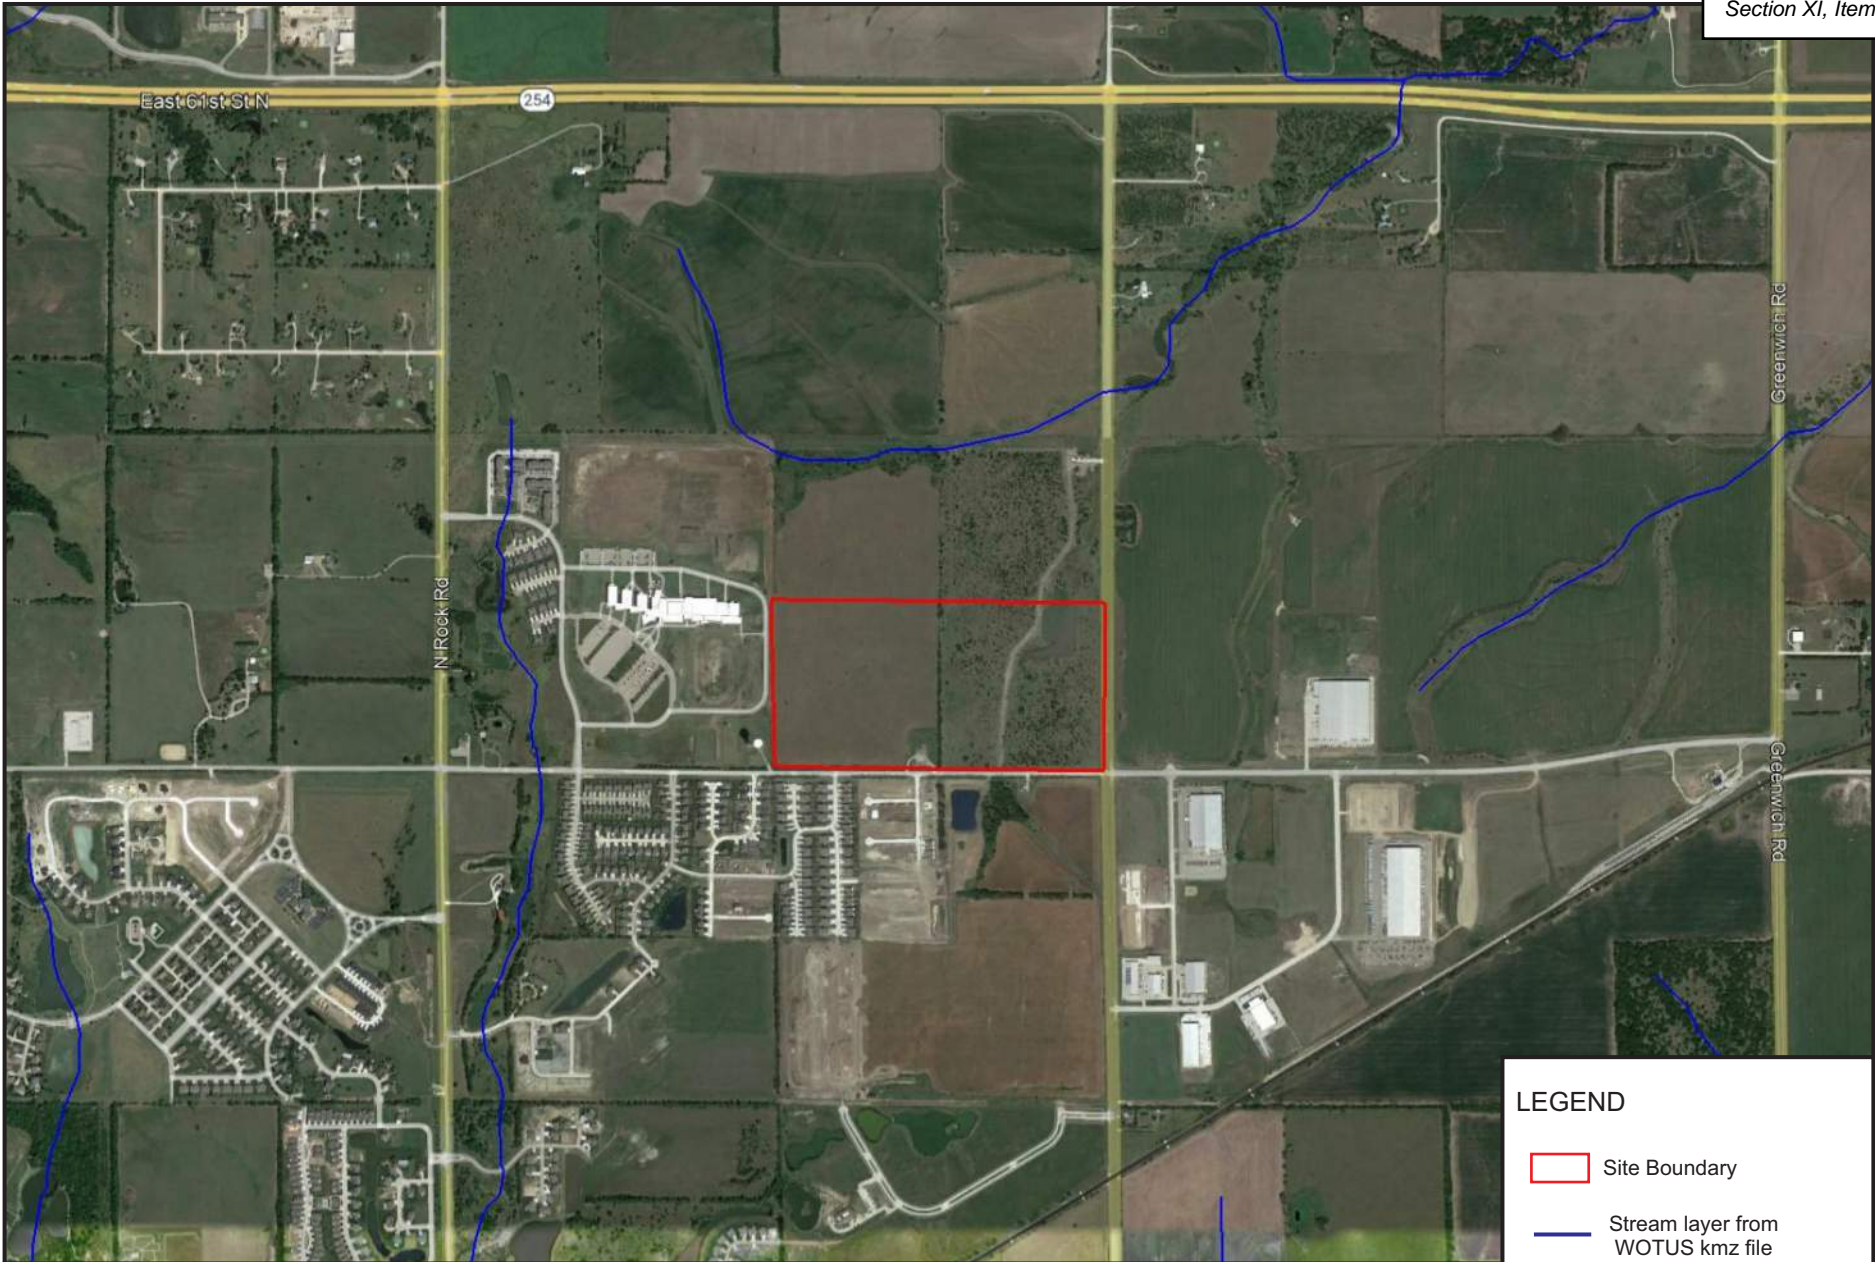 Section XI, Item
East 61st St N
254
Greenwich Rd
N Rock Rd
Greenwich Rd
LEGEND
Site Boundary
Stream layer from
WOTUS kmz file